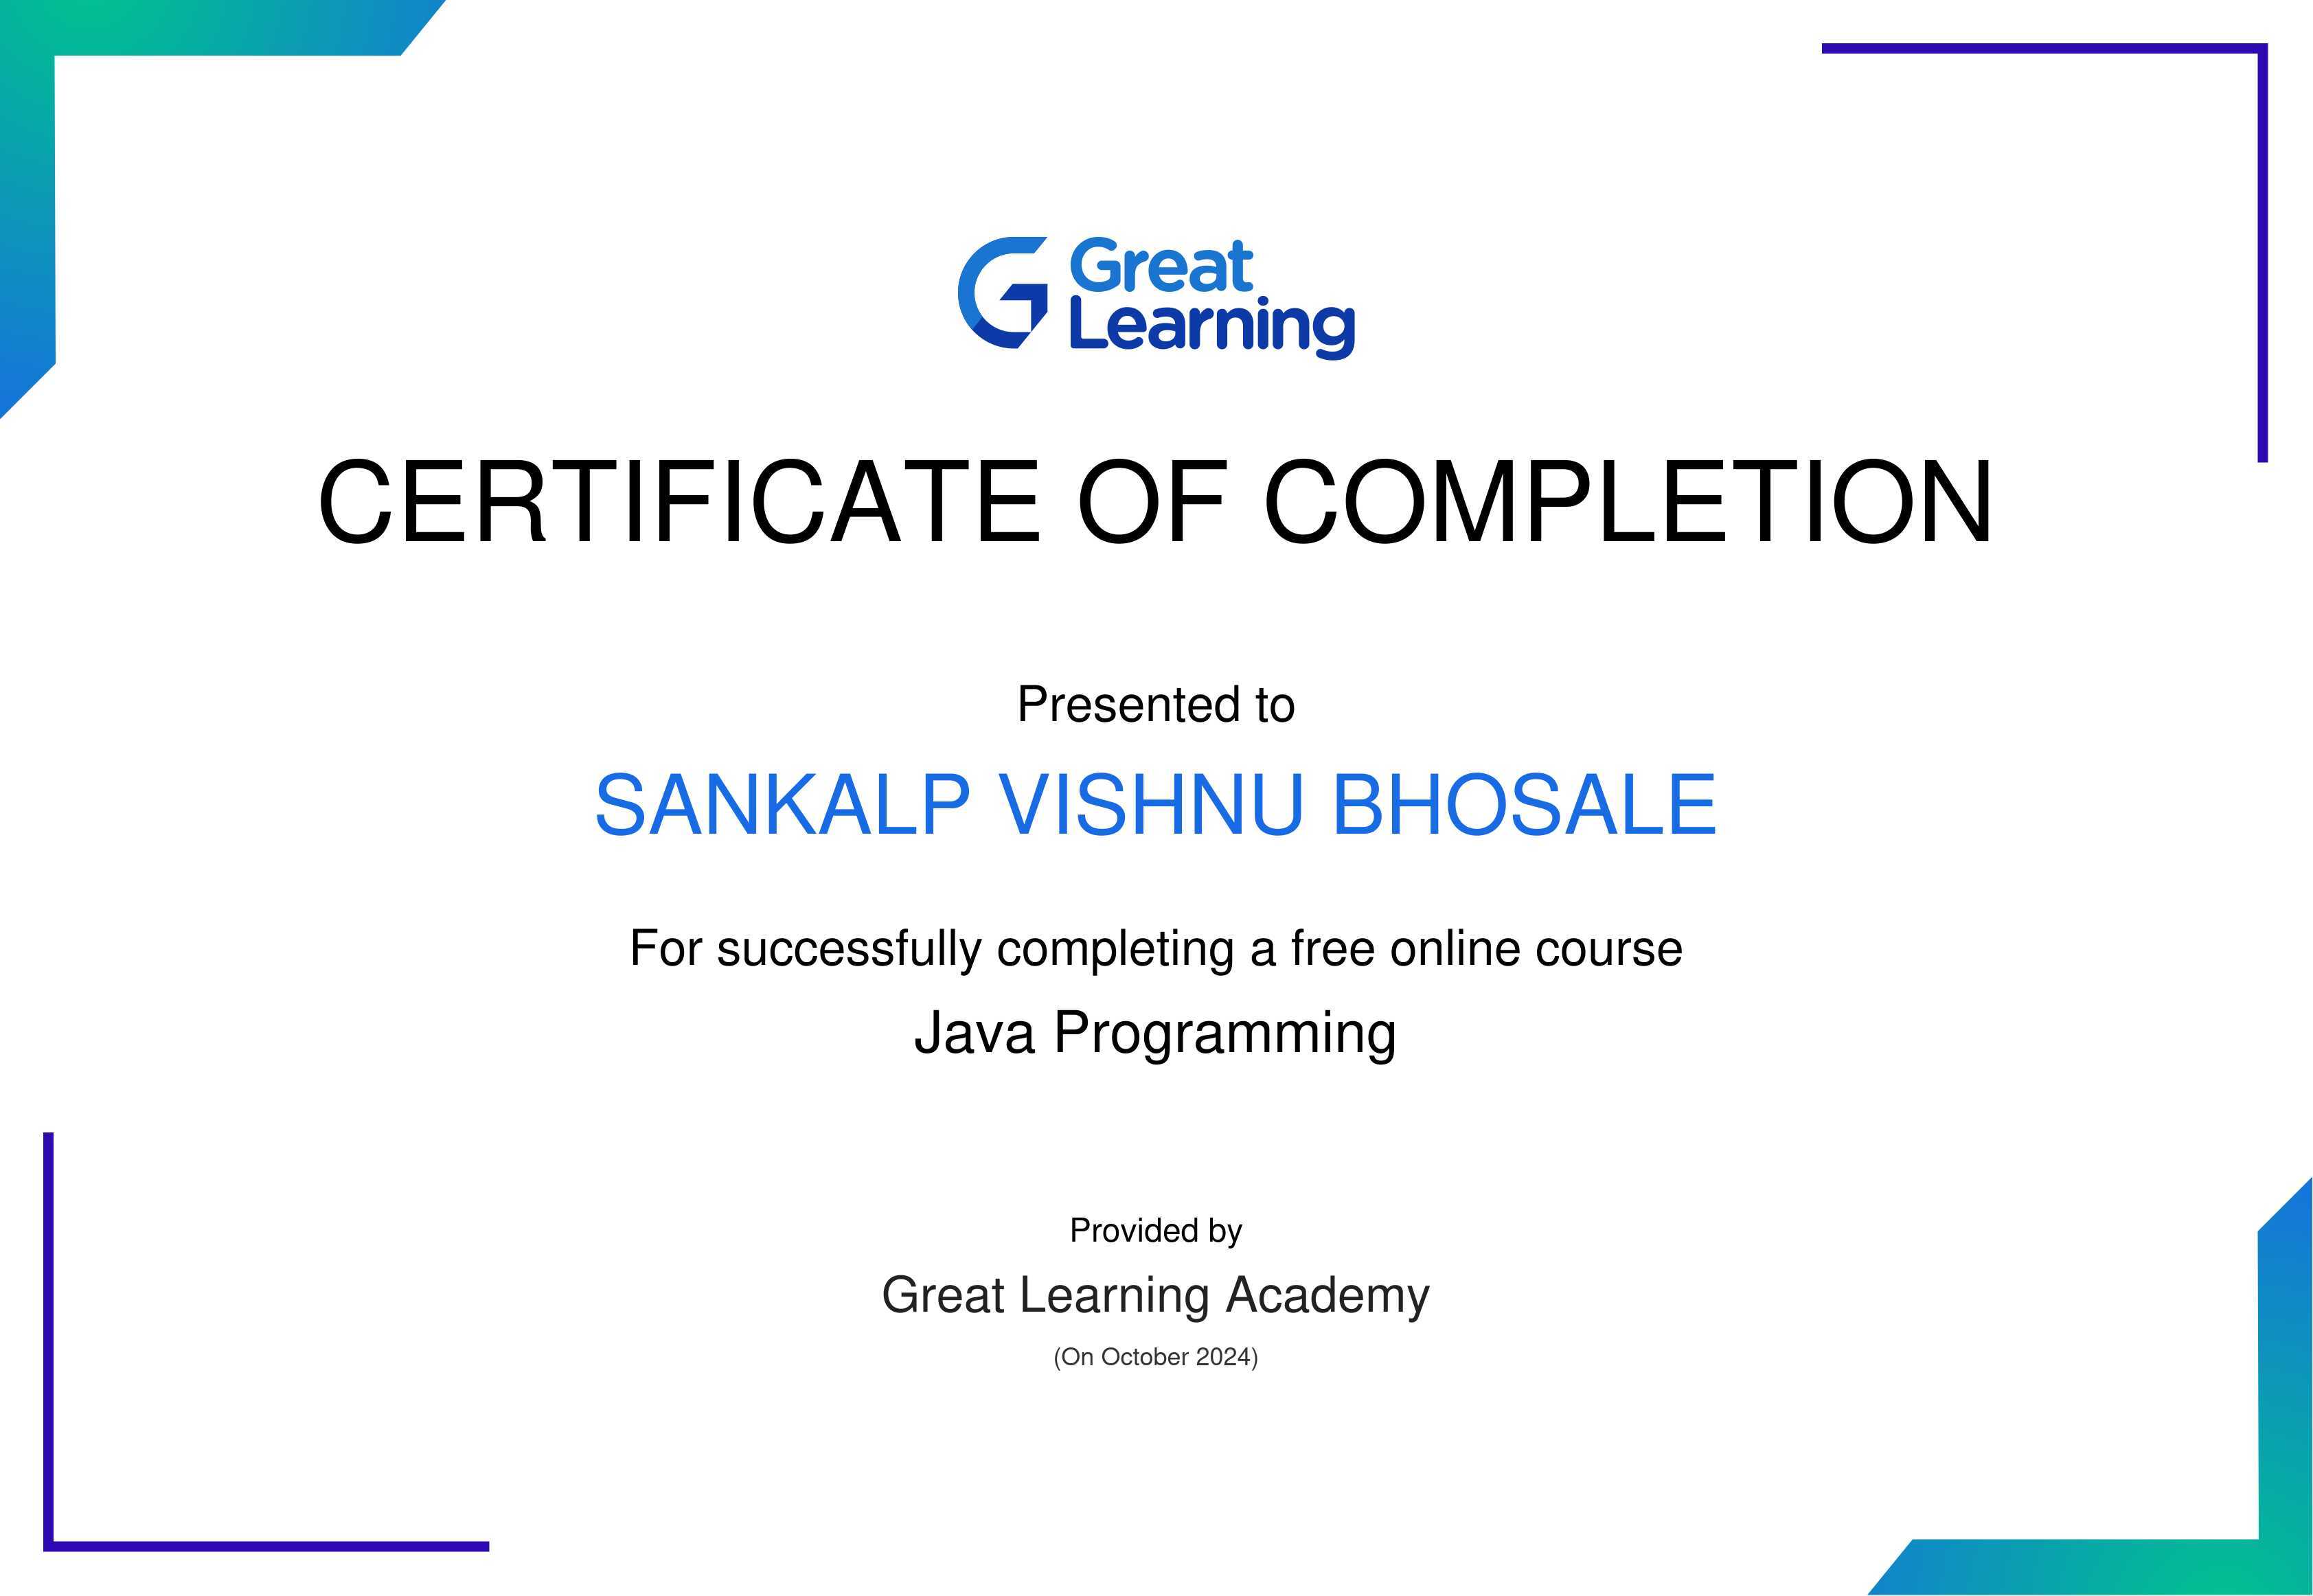 Great
Learning
CERTIFICATE OF COMPLETION
Presented to
SANKALP VISHNU BHOSALE
For successfully completing a free online course
Java Programming
Provided by
Great Learning Academy
(On October 2024)